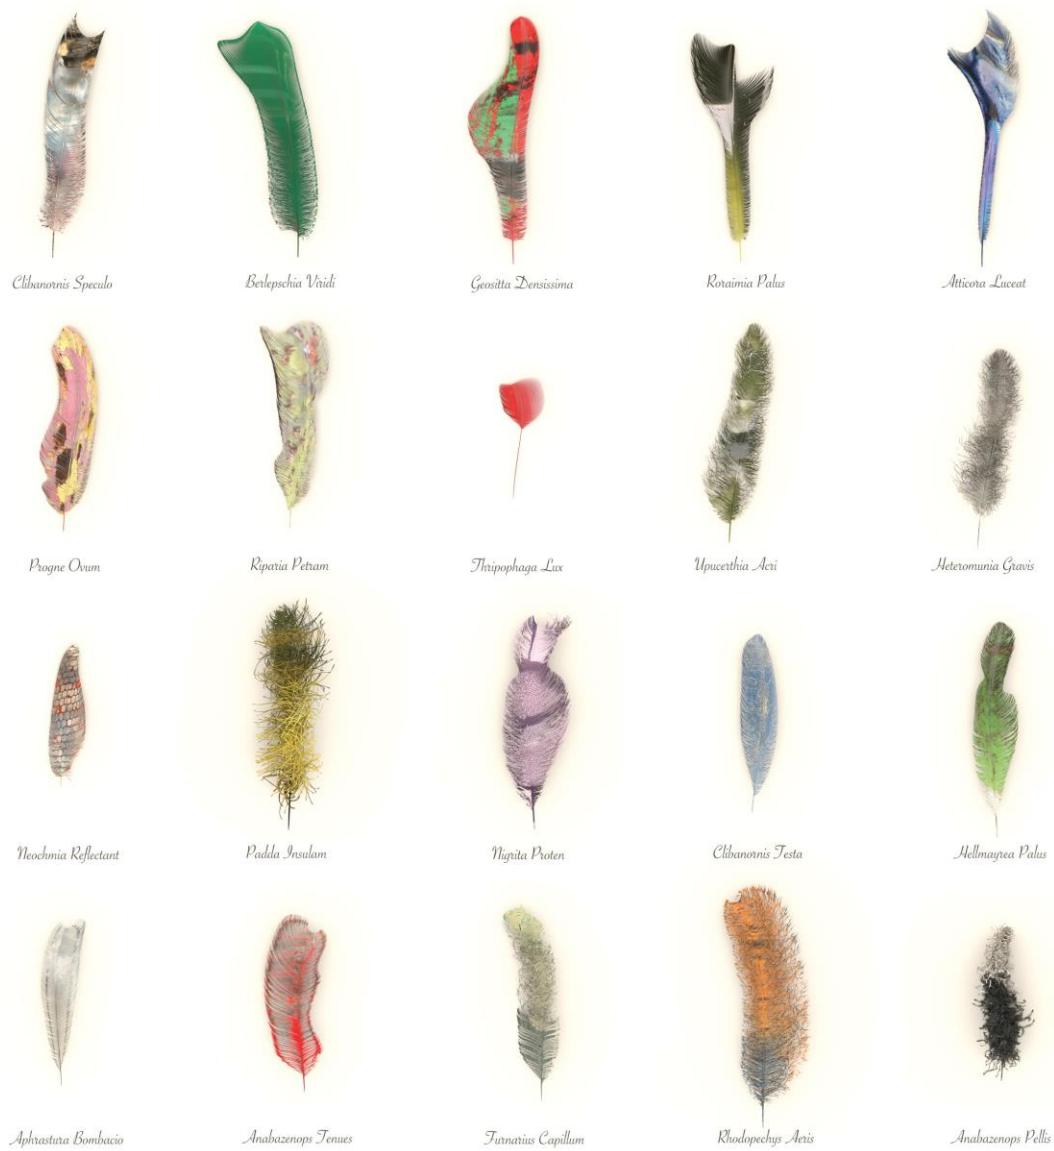 Clibanornis Speculo
Berlepschia Viridi
Geositta Densissima
Roraimia Palus
Atticora Luceat
Progne Ovum
Riparia Petram
Thripophaga Lux
Upucerthia Acri
Heteromunia Gravis
Neochmia Reflectant
Padda Insulam
Nigrita Proten
Clibanornis Testa
Hellmayrea Palus
Aphrastura Bombacio
Anabazenops Tenues
Furnarius Capillum
Rhodopechys Aeris
Anabazenops Pellis